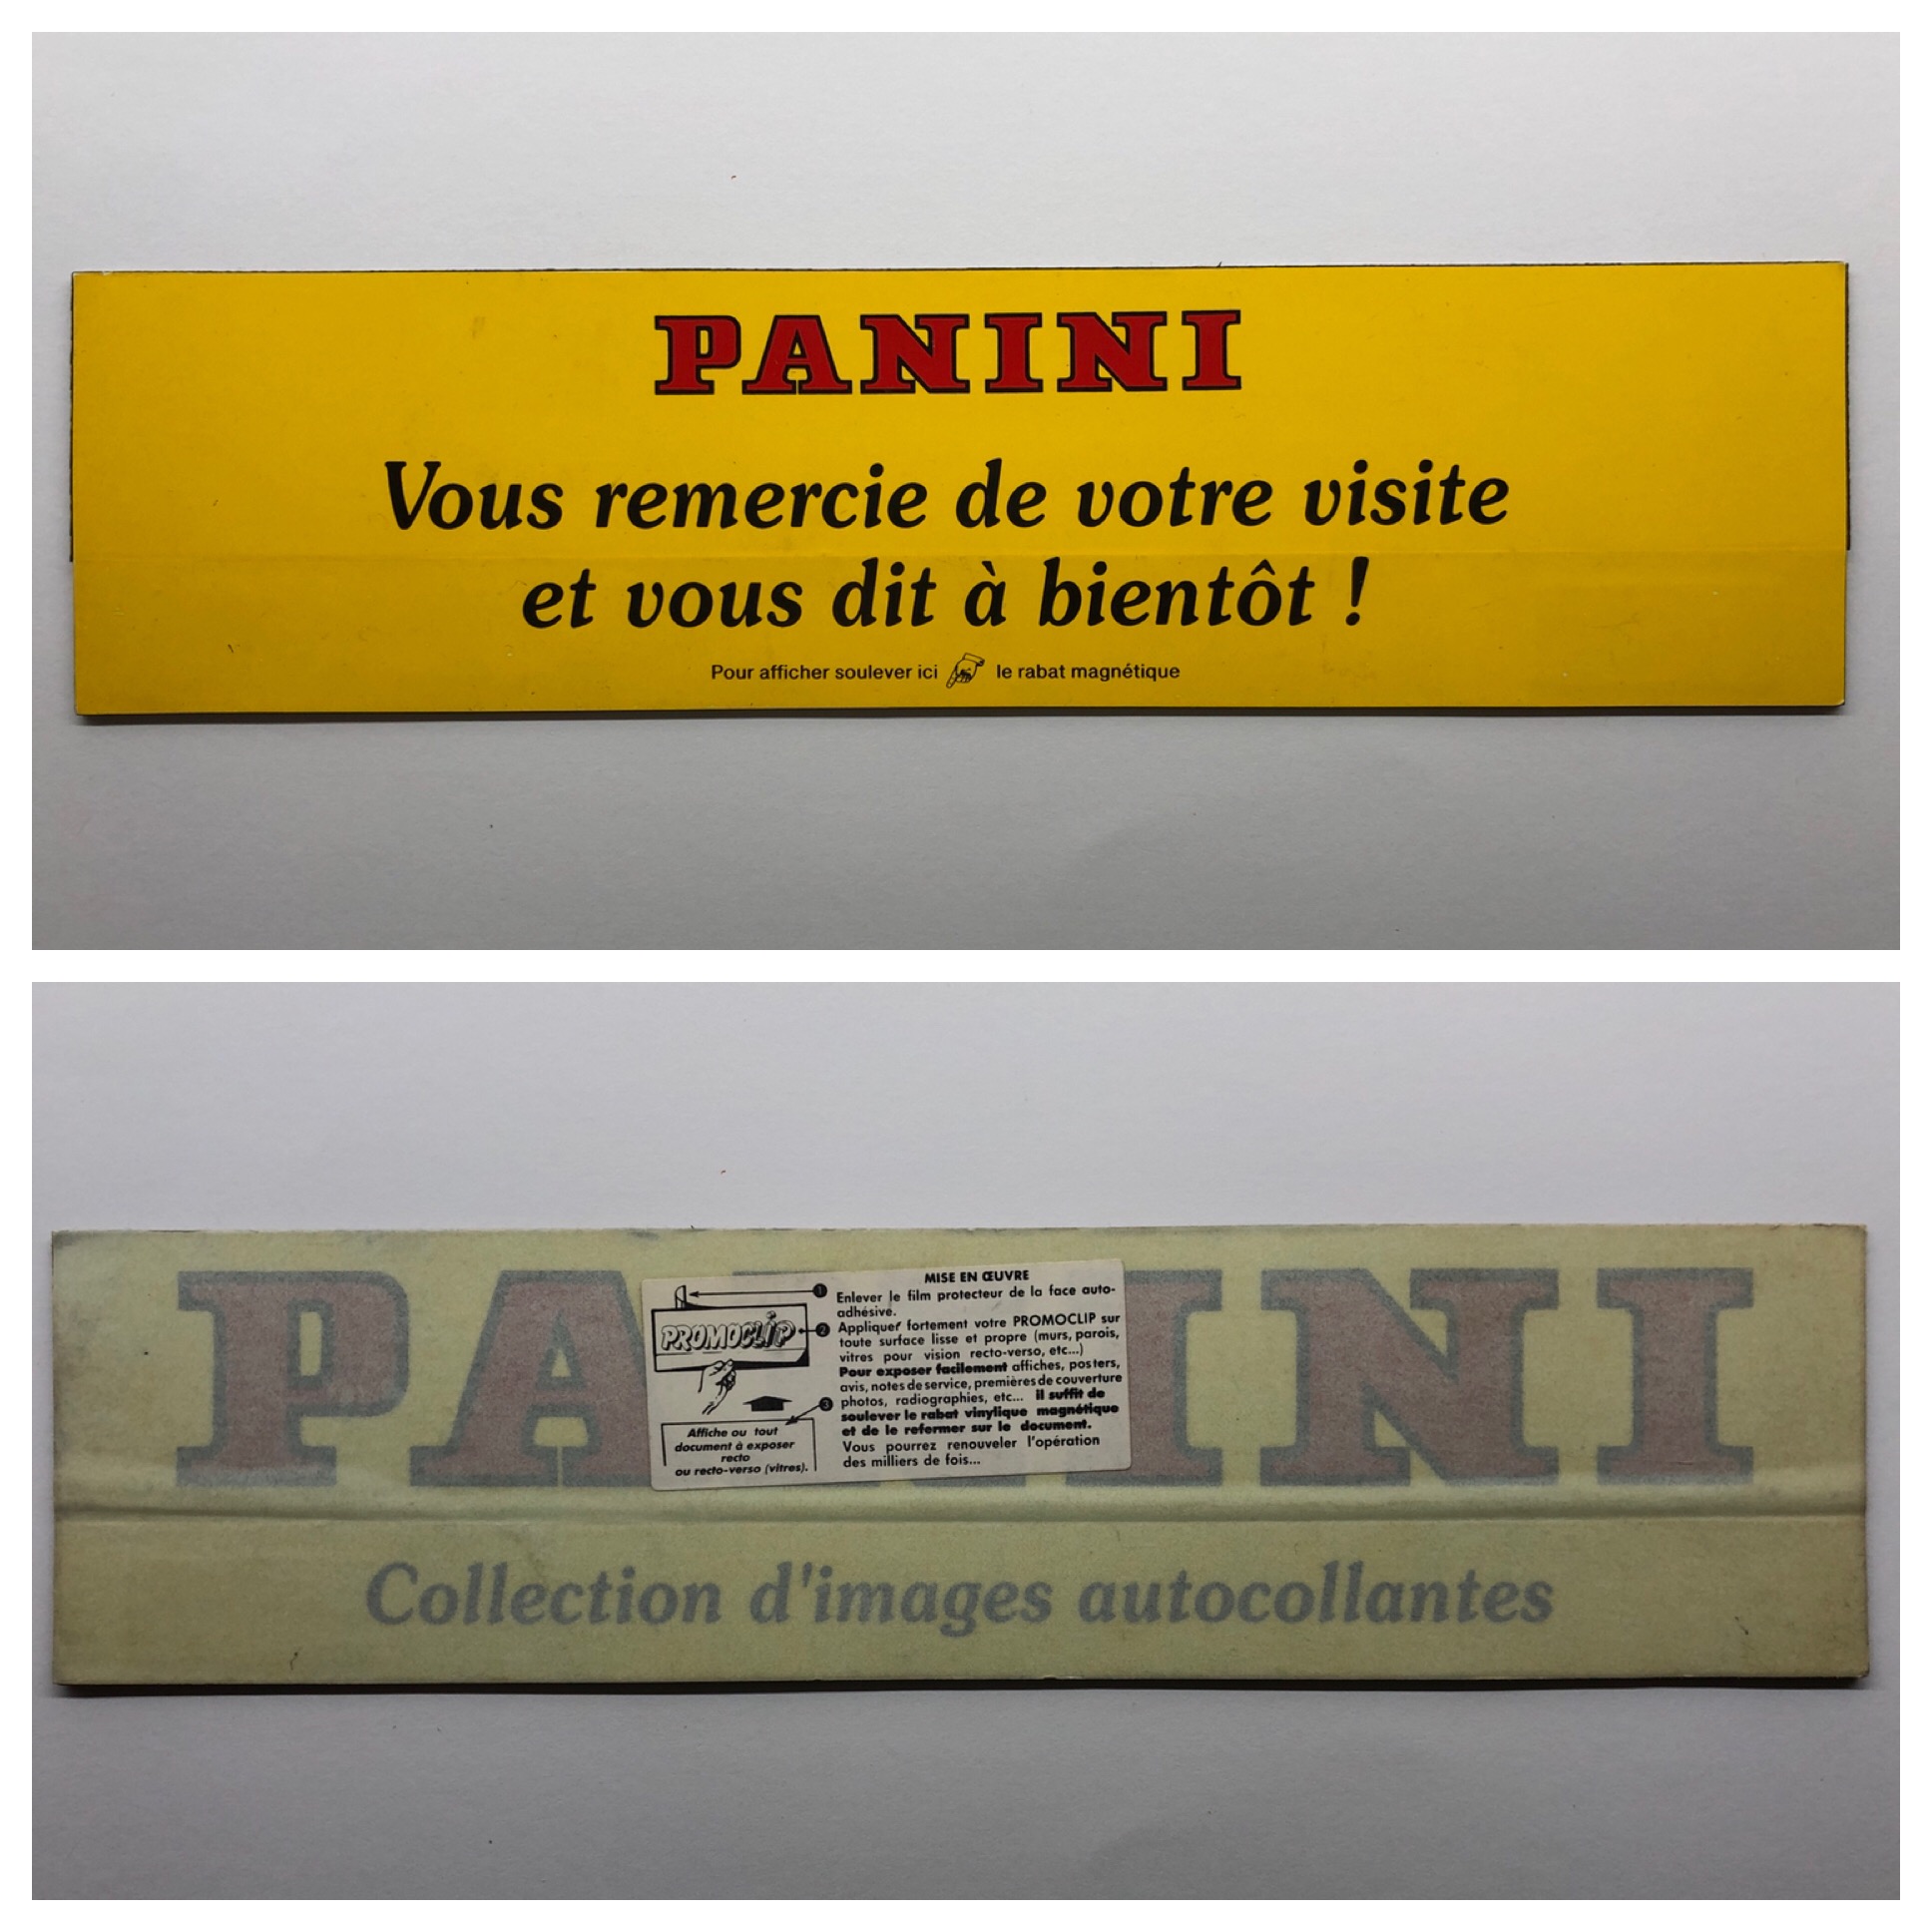 PANINI
Vous remercie de votre visite
et vous dit à bientôt !
Pour afficher soulever ici le rabat magnétique
PANINI
Collection d'images autocollantes
PROMOCLIP
Affiche ou tout
document à exposer
recto
ou recto-verso (vitres).
MISE EN ŒUVRE
1 Enlever le film protecteur de la face auto-
adhésive.
2 Appliquer fortement votre PROMOCLIP sur
toute surface lisse et propre (murs, parois,
vitres pour vision recto-verso, etc...)
Pour exposer facilement affiches, posters,
avis, notes de service, premières de couverture
3 photos, radiographies, etc... il suffit de
soulever le rabat vinylique magnétique
et de le refermer sur le document.
Vous pourrez renouveler l'opération
des milliers de fois...